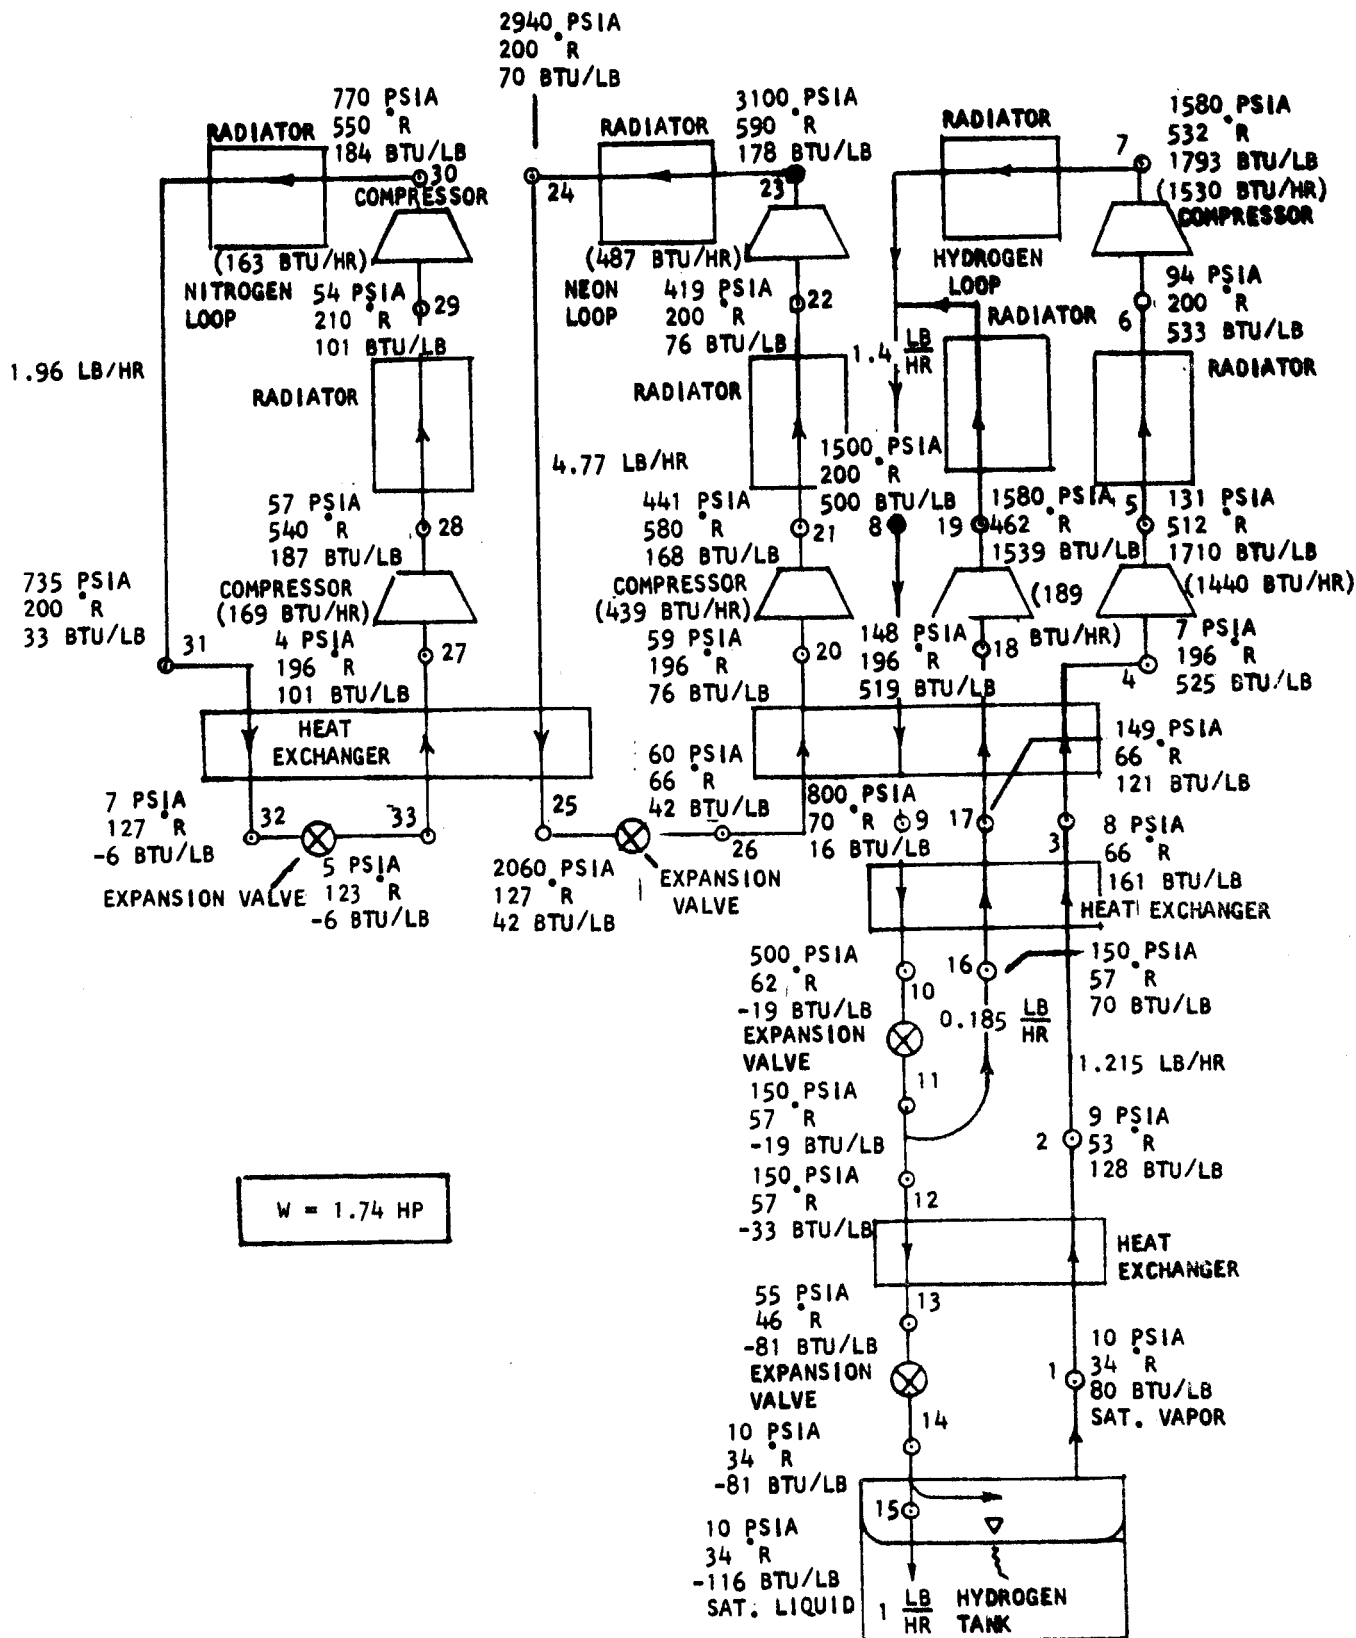 2940 PSIA
200 °R
70 BTU/LB
770 PSIA
550 °R
184 BTU/LB
RADIATOR
30
COMPRESSOR
(163 BTU/HR)
NITROGEN
LOOP
54 PSIA
210 °R
101 BTU/LB
29
1.96 LB/HR
RADIATOR
57 PSIA
540 °R
187 BTU/LB
28
COMPRESSOR
(169 BTU/HR)
4 PSIA
196 °R
101 BTU/LB
27
735 PSIA
200 °R
33 BTU/LB
31
HEAT
EXCHANGER
7 PSIA
127 °R
-6 BTU/LB
32
33
EXPANSION VALVE
5 PSIA
123 °R
-6 BTU/LB
24
RADIATOR
3100 PSIA
590 °R
178 BTU/LB
23
(487 BTU/HR)
NEON
LOOP
419 PSIA
200 °R
76 BTU/LB
22
RADIATOR
4.77 LB/HR
441 PSIA
580 °R
168 BTU/LB
21
COMPRESSOR
(439 BTU/HR)
59 PSIA
196 °R
76 BTU/LB
20
60 PSIA
66 °R
42 BTU/LB
25
26
2060 PSIA
127 °R
42 BTU/LB
EXPANSION
VALVE
RADIATOR
7
1580 PSIA
532 °R
1793 BTU/LB
(1530 BTU/HR)
COMPRESSOR
HYDROGEN
LOOP
94 PSIA
200 °R
533 BTU/LB
6
RADIATOR
1.4 LB
HR
RADIATOR
1500 PSIA
200 °R
500 BTU/LB
8
19
1580 PSIA
462 °R
1539 BTU/LB
5
131 PSIA
512 °R
1710 BTU/LB
(1440 BTU/HR)
(189
BTU/HR)
148 PSIA
196 °R
519 BTU/LB
18
4
7 PSIA
196 °R
525 BTU/LB
149 PSIA
66 °R
121 BTU/LB
800 PSIA
70 °R
16 BTU/LB
9
17
3
8 PSIA
66 °R
161 BTU/LB
HEAT EXCHANGER
500 PSIA
62 °R
-19 BTU/LB
10
16
150 PSIA
57 °R
70 BTU/LB
EXPANSION
VALVE
0.185 LB
HR
1.215 LB/HR
11
150 PSIA
57 °R
-19 BTU/LB
2
9 PSIA
53 °R
128 BTU/LB
150 PSIA
57 °R
-33 BTU/LB
12
W = 1.74 HP
HEAT
EXCHANGER
55 PSIA
46 °R
-81 BTU/LB
13
EXPANSION
VALVE
1
10 PSIA
34 °R
80 BTU/LB
SAT. VAPOR
14
10 PSIA
34 °R
-81 BTU/LB
15
10 PSIA
34 °R
-116 BTU/LB
SAT. LIQUID
1 LB
HR
HYDROGEN
TANK